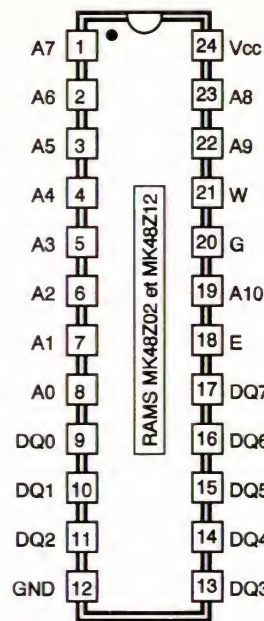 A7 1 24 Vcc
A6 2 23 A8
A5 3 22 A9
A4 4 21 W
A3 5 20 G
A2 6 19 A10
A1 7 18 E
A0 8 17 DQ7
DQ0 9 16 DQ6
DQ1 10 15 DQ5
DQ2 11 14 DQ4
GND 12 13 DQ3
RAMS MK48Z02 et MK48Z12